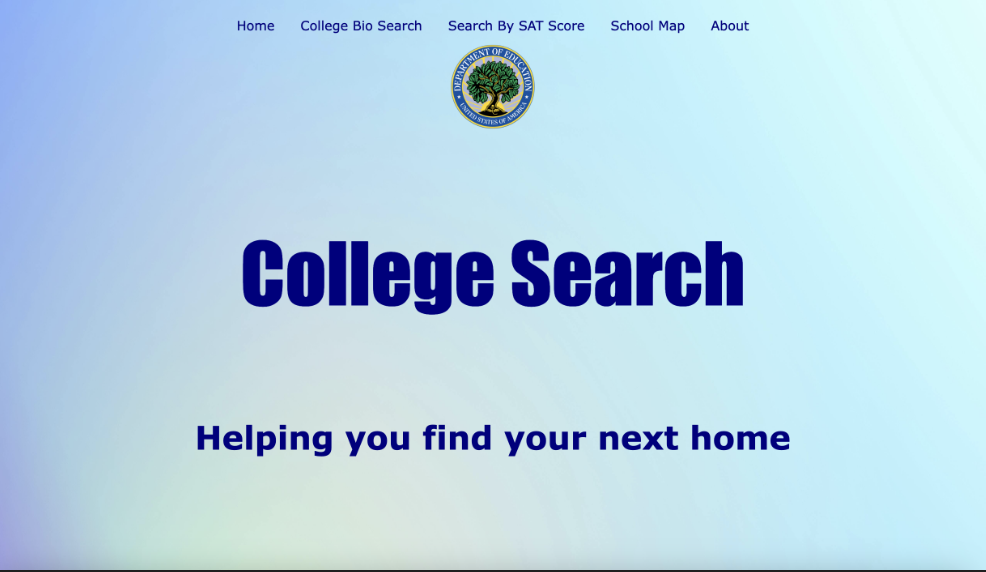 Home College Bio Search Search By SAT Score School Map About
DEPARTMENT OF EDUCATION
UNITED STATES OF AMERICA
College Search
Helping you find your next home